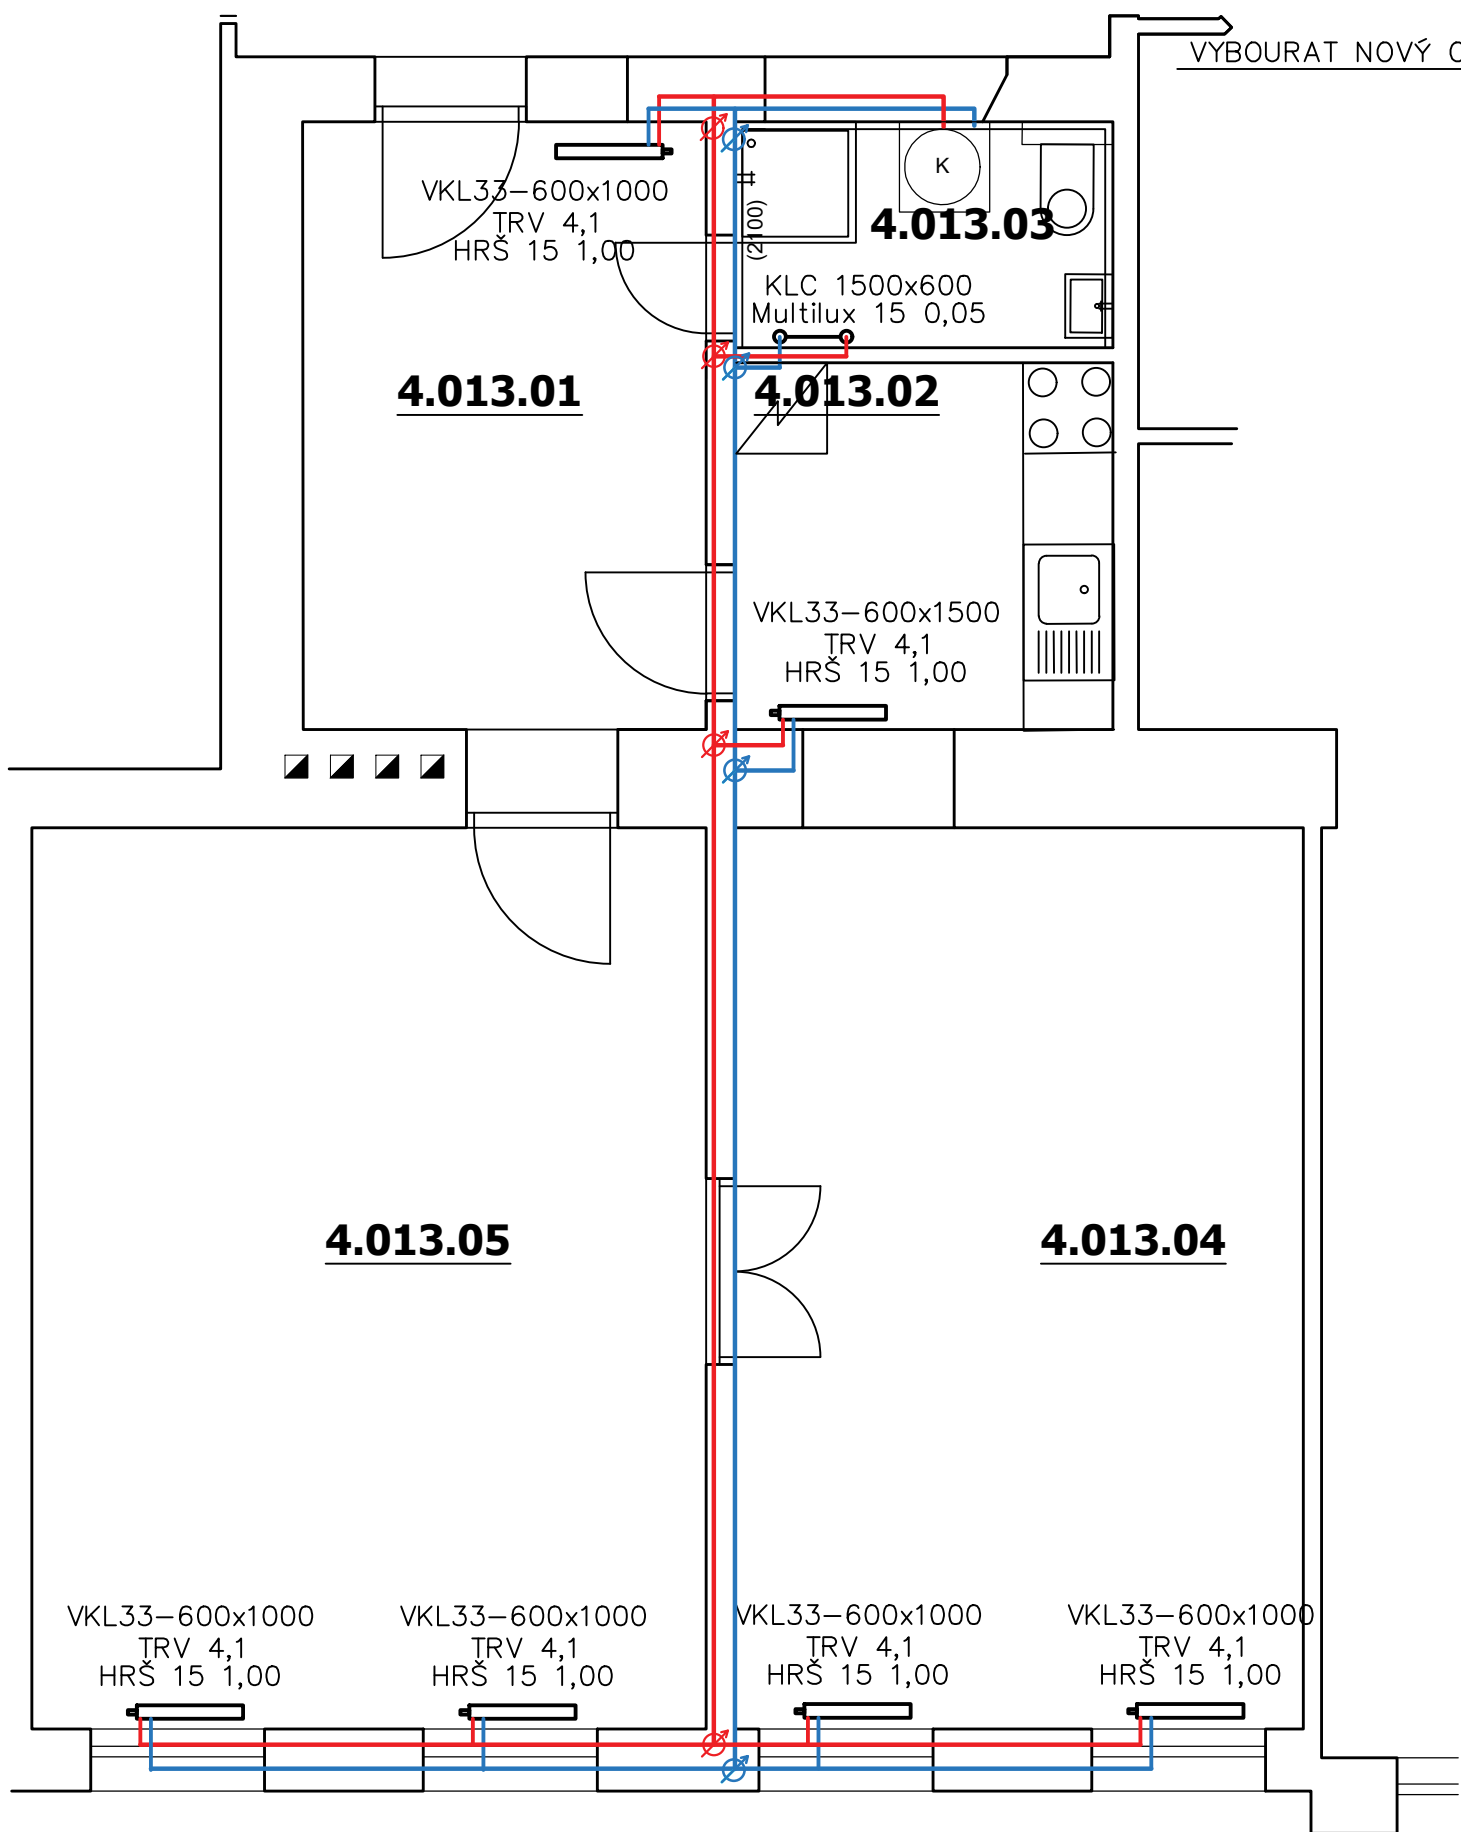 VYBOURAT NOVÝ
VKL33-600x1000
TRV 4,1
HRŠ 15 1,00
K
4.013.03
(2100)
KLC 1500x600
Multilux 15 0,05
4.013.01
4.013.02
VKL33-600x1500
TRV 4,1
HRŠ 15 1,00
4.013.05
4.013.04
VKL33-600x1000
TRV 4,1
HRŠ 15 1,00
VKL33-600x1000
TRV 4,1
HRŠ 15 1,00
VKL33-600x1000
TRV 4,1
HRŠ 15 1,00
VKL33-600x1000
TRV 4,1
HRŠ 15 1,00